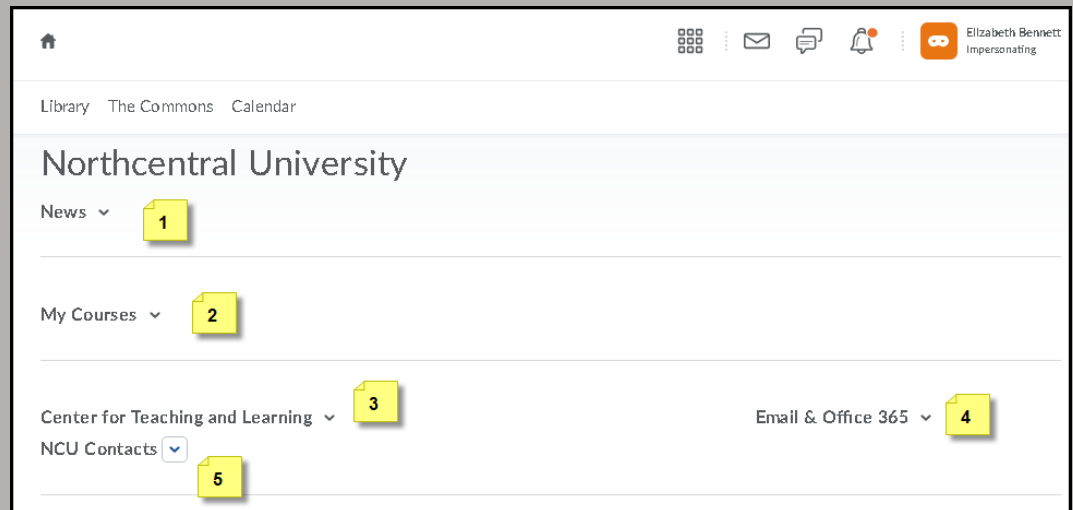 Elizabeth Bennett
Impersonating
Library The Commons Calendar
Northcentral University
News
1
My Courses
2
Center for Teaching and Learning
3
Email & Office 365
4
NCU Contacts
5